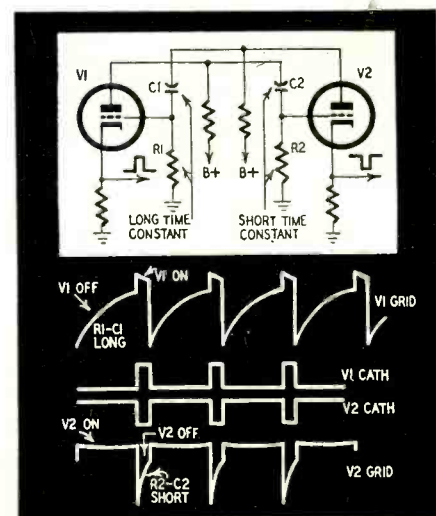 V1
C1
C2
V2
R1
R2
B+
B+
LONG TIME
CONSTANT
SHORT TIME
CONSTANT
V1 ON
V1 OFF
V1 GRID
R1-C1
LONG
V1 CATH
V2 CATH
V2 ON
V2 OFF
V2 GRID
R2-C2
SHORT